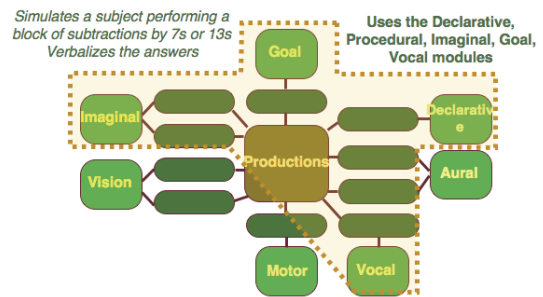 Simulates a subject performing a
block of subtractions by 7s or 13s
Verbalizes the answers
Uses the Declarative,
Procedural, Imaginal, Goal,
Vocal modules
Goal
Imaginal
Declarativ
e
Productions
Vision
Aural
Motor
Vocal